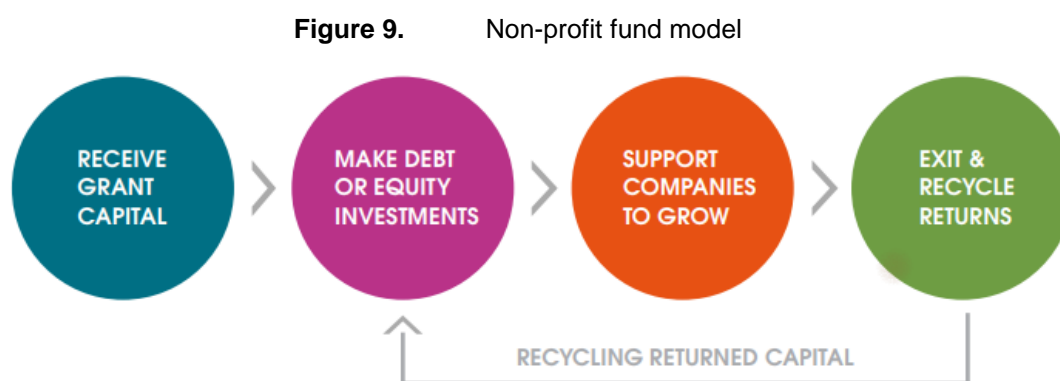 Figure 9. Non-profit fund model
RECEIVE
GRANT
CAPITAL
MAKE DEBT
OR EQUITY
INVESTMENTS
SUPPORT
COMPANIES
TO GROW
EXIT &
RECYCLE
RETURNS
RECYCLING RETURNED CAPITAL